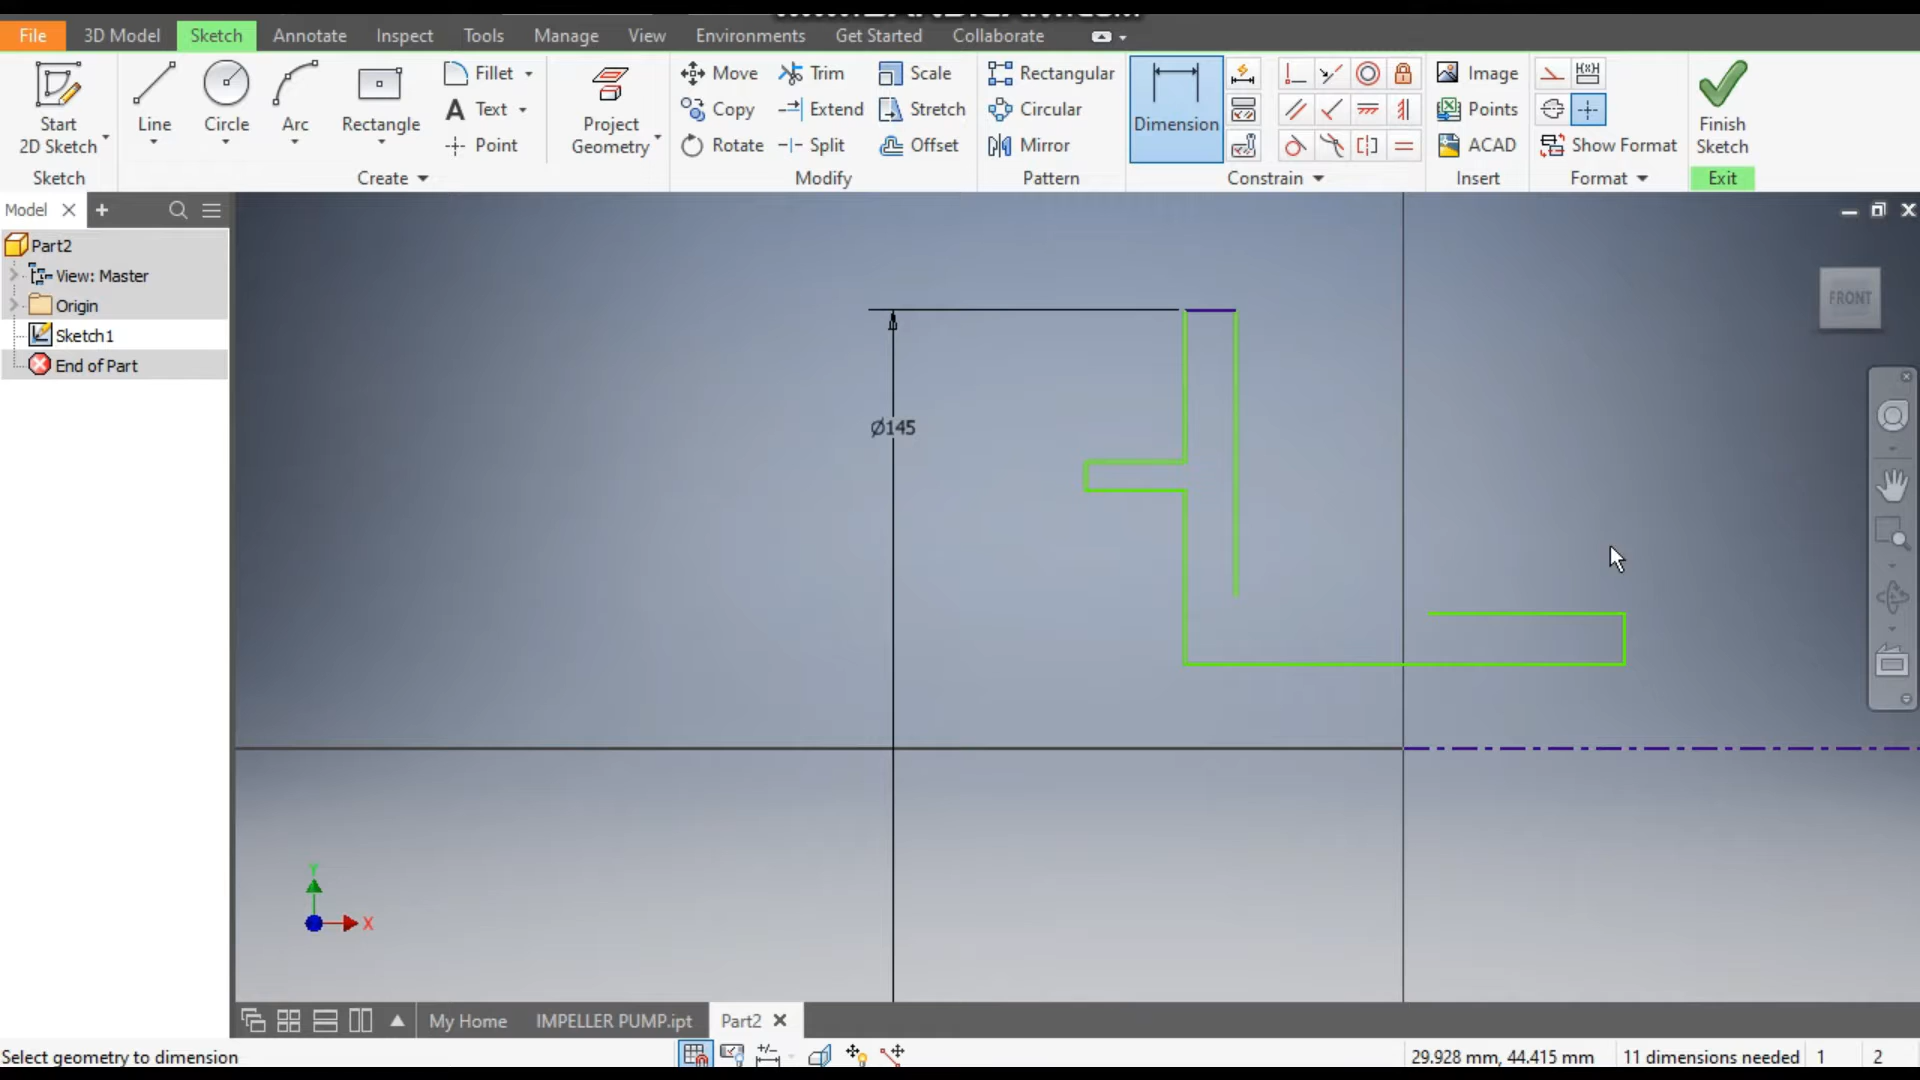 File 3D Model Sketch Annotate Inspect Tools Manage View Environments Get Started Collaborate
Start
2D Sketch
Line
Circle
Arc
Rectangle
Fillet
Text
Point
Project
Geometry
Move
Copy
Rotate
Trim
Extend
Split
Scale
Stretch
Offset
Rectangular
Circular
Mirror
Dimension
Image
Points
ACAD
Show Format
Finish
Sketch
Sketch Create Modify Pattern Constrain Insert Format Exit
Model
Part2
View: Master
Origin
Sketch1
End of Part
FRONT
Ø145
Y
X
My Home IMPELLER PUMP.ipt Part2
Select geometry to dimension
29.928 mm, 44.415 mm 11 dimensions needed 1 2